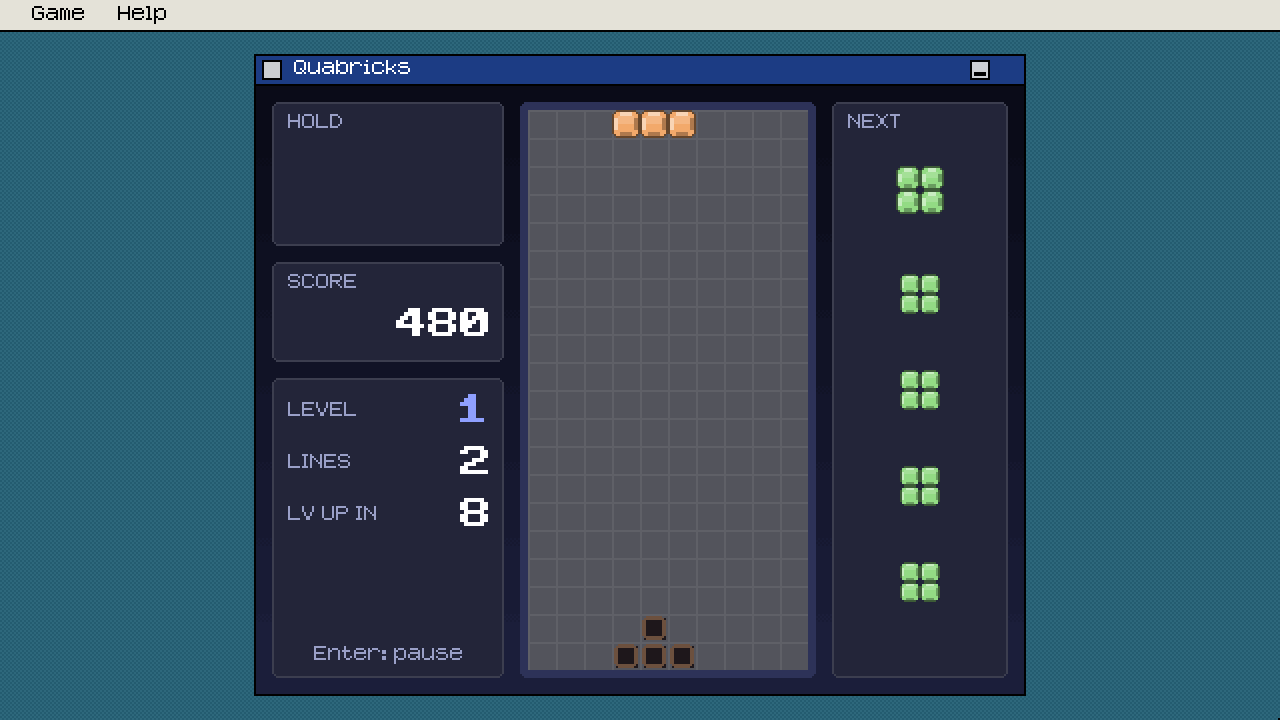 Game Help
Quabricks
HOLD
SCORE
480
LEVEL 1
LINES 2
LV UP IN 8
Enter: pause
NEXT